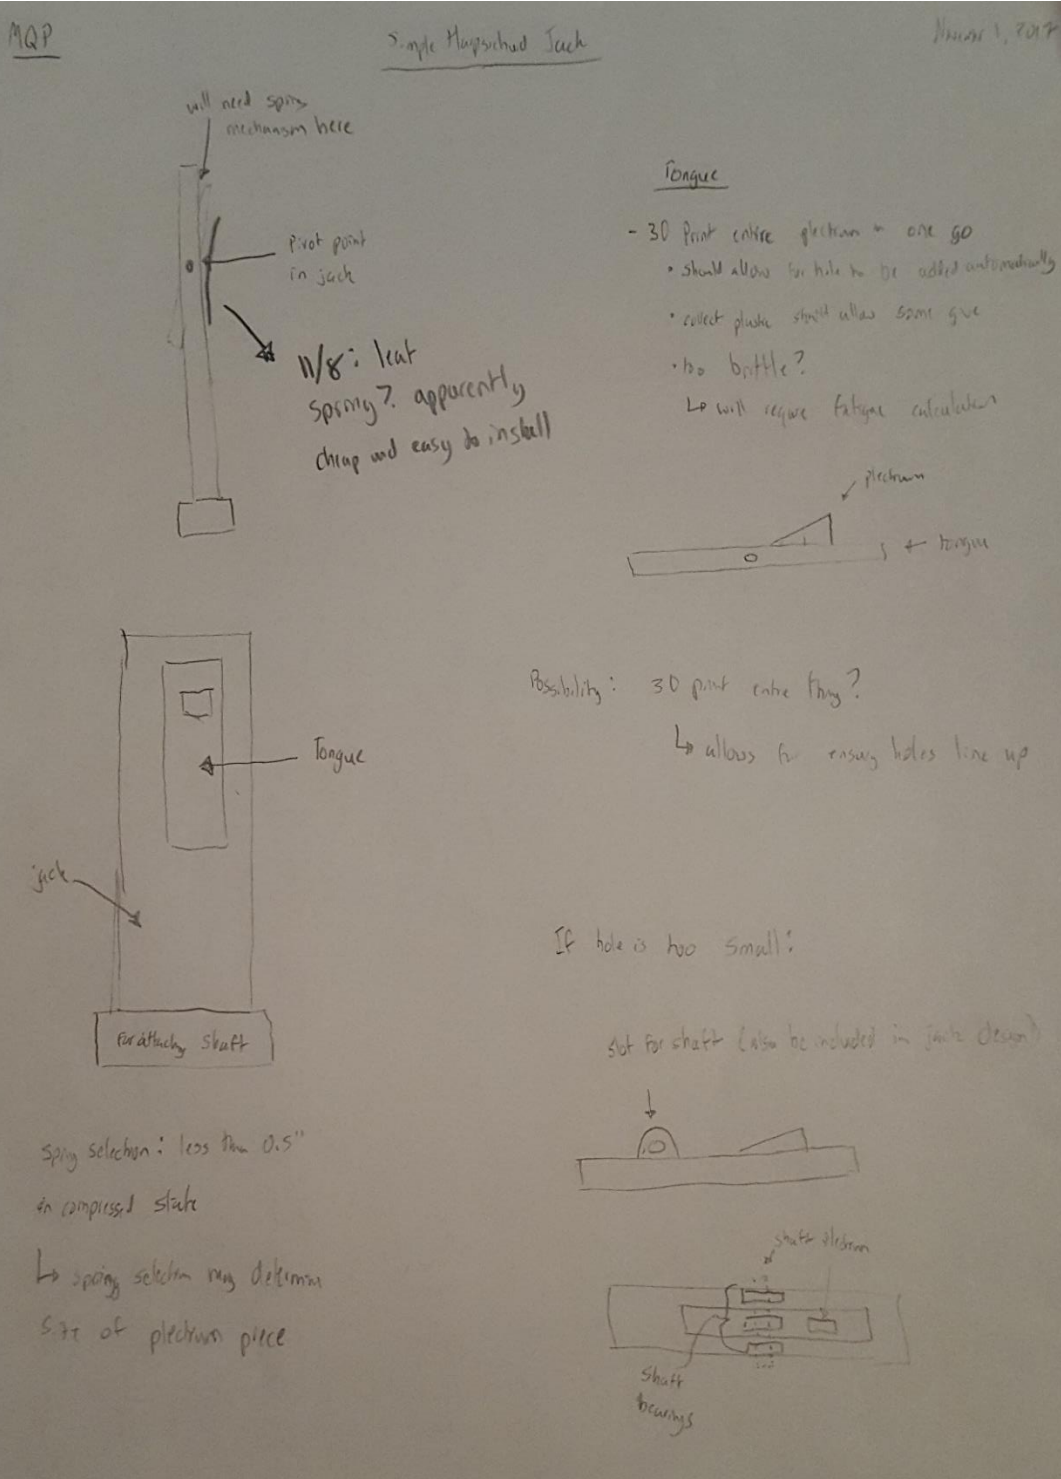 MQP
Simple Harpsichord Jack
November 1, 2017
will need spring
mechanism here
Pivot point
in jack
11/8: leaf
spring? apparently
cheap and easy to install
Tongue
- 3D Print entire plectrum in one go
• should allow for hole to be added automatically
• collect plastic should allow some give
• too brittle?
↳ will require fatigue calculation
plectrum
tongue
Tongue
jack
For attaching shaft
Possibility: 3D print entire thing?
↳ allows for ensuring holes line up
If hole is too small:
slot for shaft (also be included in jack design)
Spring selection: less than 0.5"
in compressed state
↳ spring selection may determine
size of plectrum piece
shaft plectrum
shaft
bearings